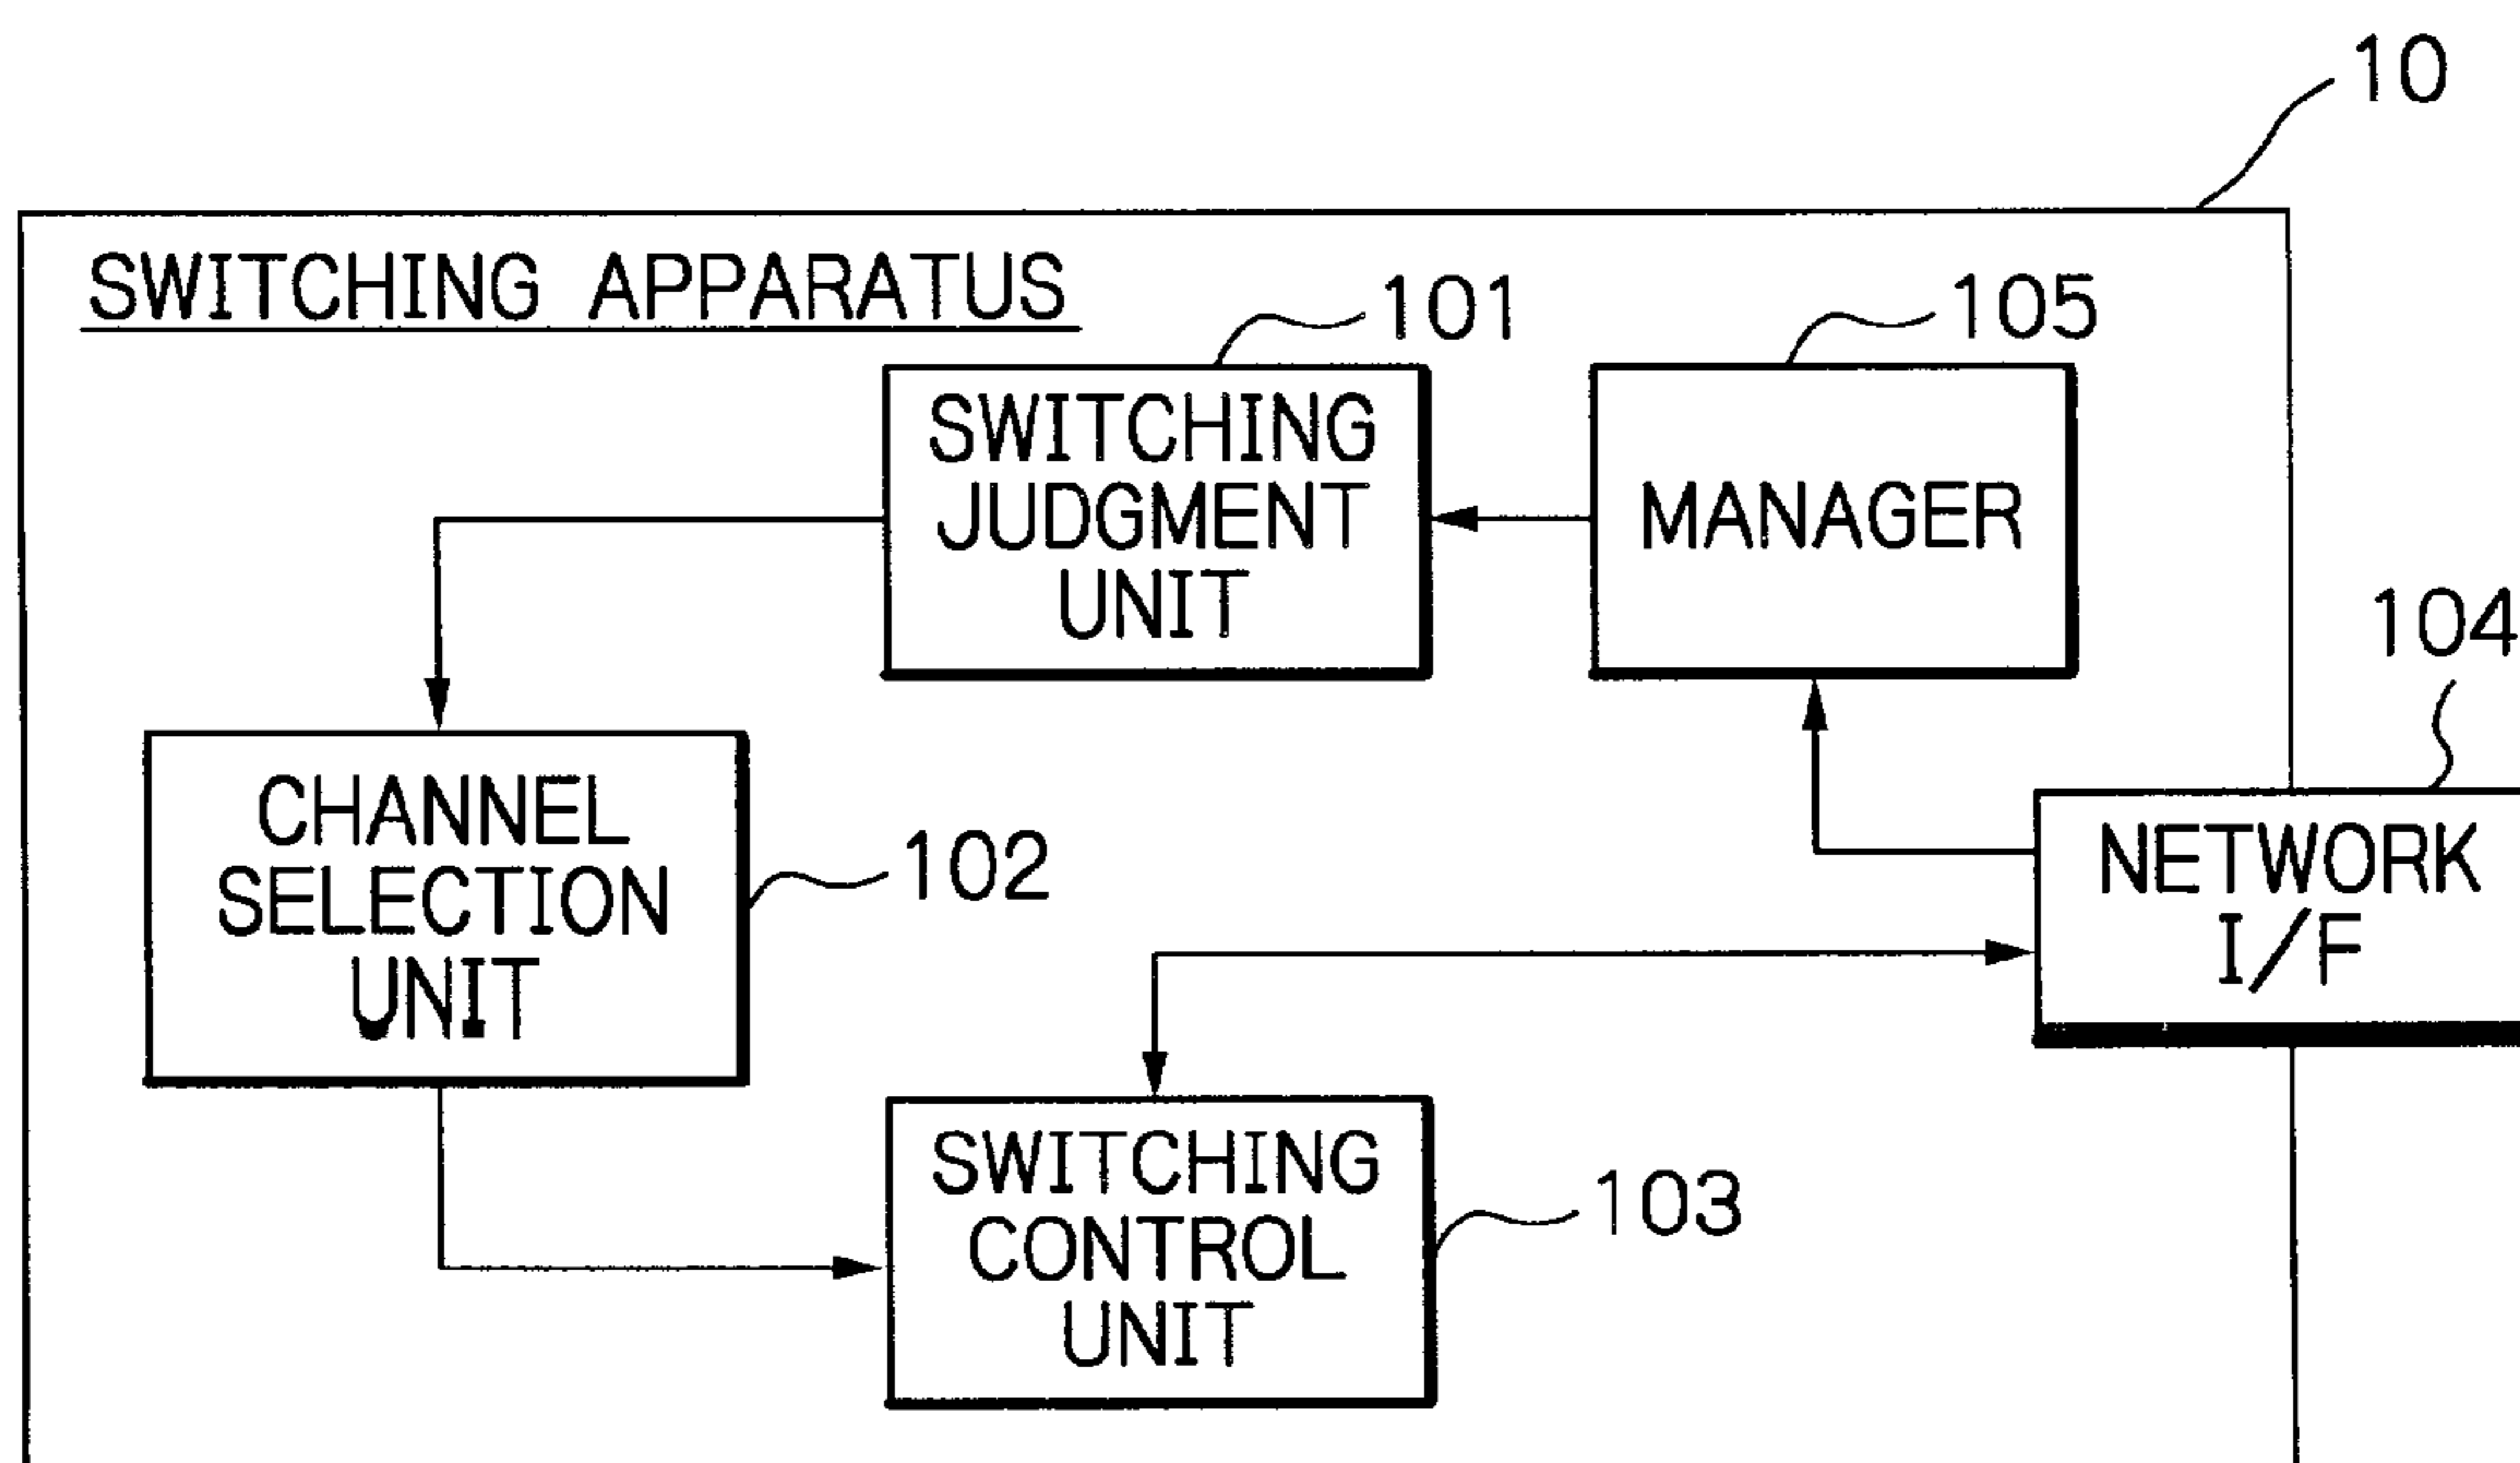 10
SWITCHING APPARATUS
101
105
SWITCHING
JUDGMENT
UNIT
MANAGER
104
CHANNEL
SELECTION
UNIT
102
NETWORK
I/F
SWITCHING
CONTROL
UNIT
103